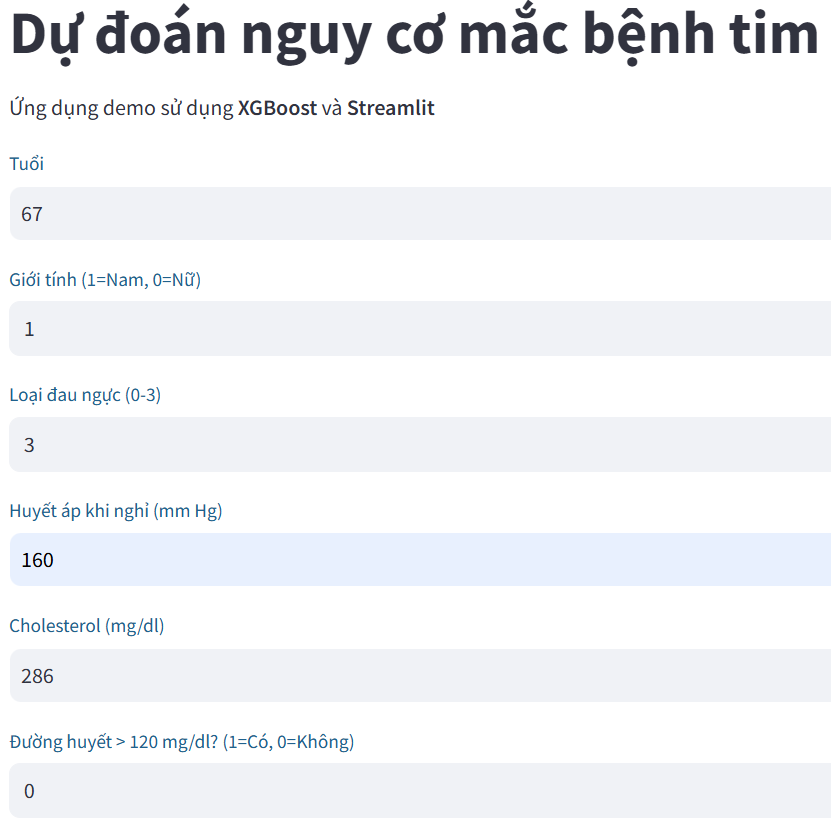 Dự đoán nguy cơ mắc bệnh tim
Ứng dụng demo sử dụng XGBoost và Streamlit
Tuổi
67
Giới tính (1=Nam, 0=Nữ)
1
Loại đau ngực (0-3)
3
Huyết áp khi nghỉ (mm Hg)
160
Cholesterol (mg/dl)
286
Đường huyết > 120 mg/dl? (1=Có, 0=Không)
0